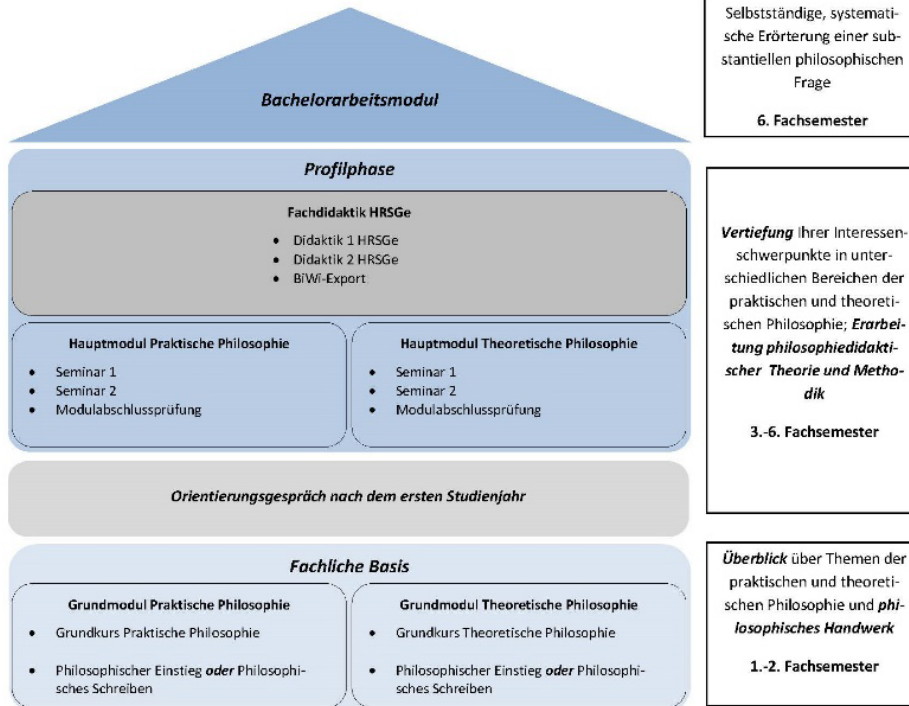 Bachelorarbeitsmodul
Selbstständige, systemati-
sche Erörterung einer sub-
stantiellen philosophischen
Frage
6. Fachsemester
Profilphase
Fachdidaktik HRSGe
• Didaktik 1 HRSGe
• Didaktik 2 HRSGe
• BiWi-Export
Hauptmodul Praktische Philosophie
• Seminar 1
• Seminar 2
• Modulabschlussprüfung
Hauptmodul Theoretische Philosophie
• Seminar 1
• Seminar 2
• Modulabschlussprüfung
Vertiefung Ihrer Interessen-
schwerpunkte in unter-
schiedlichen Bereichen der
praktischen und theoreti-
schen Philosophie; Erarbei-
tung philosophiedidakti-
scher Theorie und Metho-
dik
3.-6. Fachsemester
Orientierungsgespräch nach dem ersten Studienjahr
Fachliche Basis
Grundmodul Praktische Philosophie
• Grundkurs Praktische Philosophie
• Philosophischer Einstieg oder Philosophi-
sches Schreiben
Grundmodul Theoretische Philosophie
• Grundkurs Theoretische Philosophie
• Philosophischer Einstieg oder Philosophi-
sches Schreiben
Überblick über Themen der
praktischen und theoreti-
schen Philosophie und phi-
losophisches Handwerk
1.-2. Fachsemester